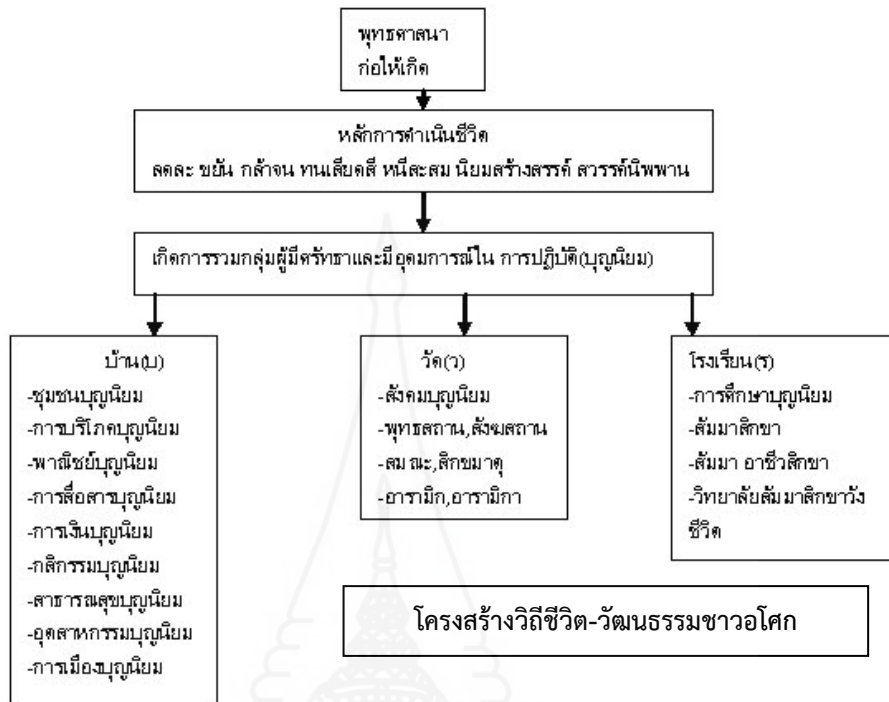 พุทธศาสนา
ก่อให้เกิด
หลักการดำเนินชีวิต
ลดละ ขยัน กล้าจน ทนเสียดสี หนีสะสม นิยมสร้างสรรค์ สวรรค์นิพพาน
เกิดการรวมกลุ่มผู้มีศรัทธาและมีอุดมการณ์ใน การปฏิบัติ(บุญนิยม)
บ้าน(บ)
-ชุมชนบุญนิยม
-การบริโภคบุญนิยม
-พาณิชย์บุญนิยม
-การสื่อสารบุญนิยม
-การเงินบุญนิยม
-กสิกรรมบุญนิยม
-สาธารณสุขบุญนิยม
-อุตสาหกรรมบุญนิยม
-การเมืองบุญนิยม
วัด(ว)
-สังคมบุญนิยม
-พุทธสถาน,สังฆสถาน
-สมณะ,สิกขมาตุ
-อารามิก,อารามิกา
โรงเรียน(ร)
-การศึกษาบุญนิยม
-สัมมาสิกขา
-สัมมา อาชีวสิกขา
-วิทยาลัยสัมมาสิกขาวัง
ชีวิต
โครงสร้างวิถีชีวิต-วัฒนธรรมชาวอโศก